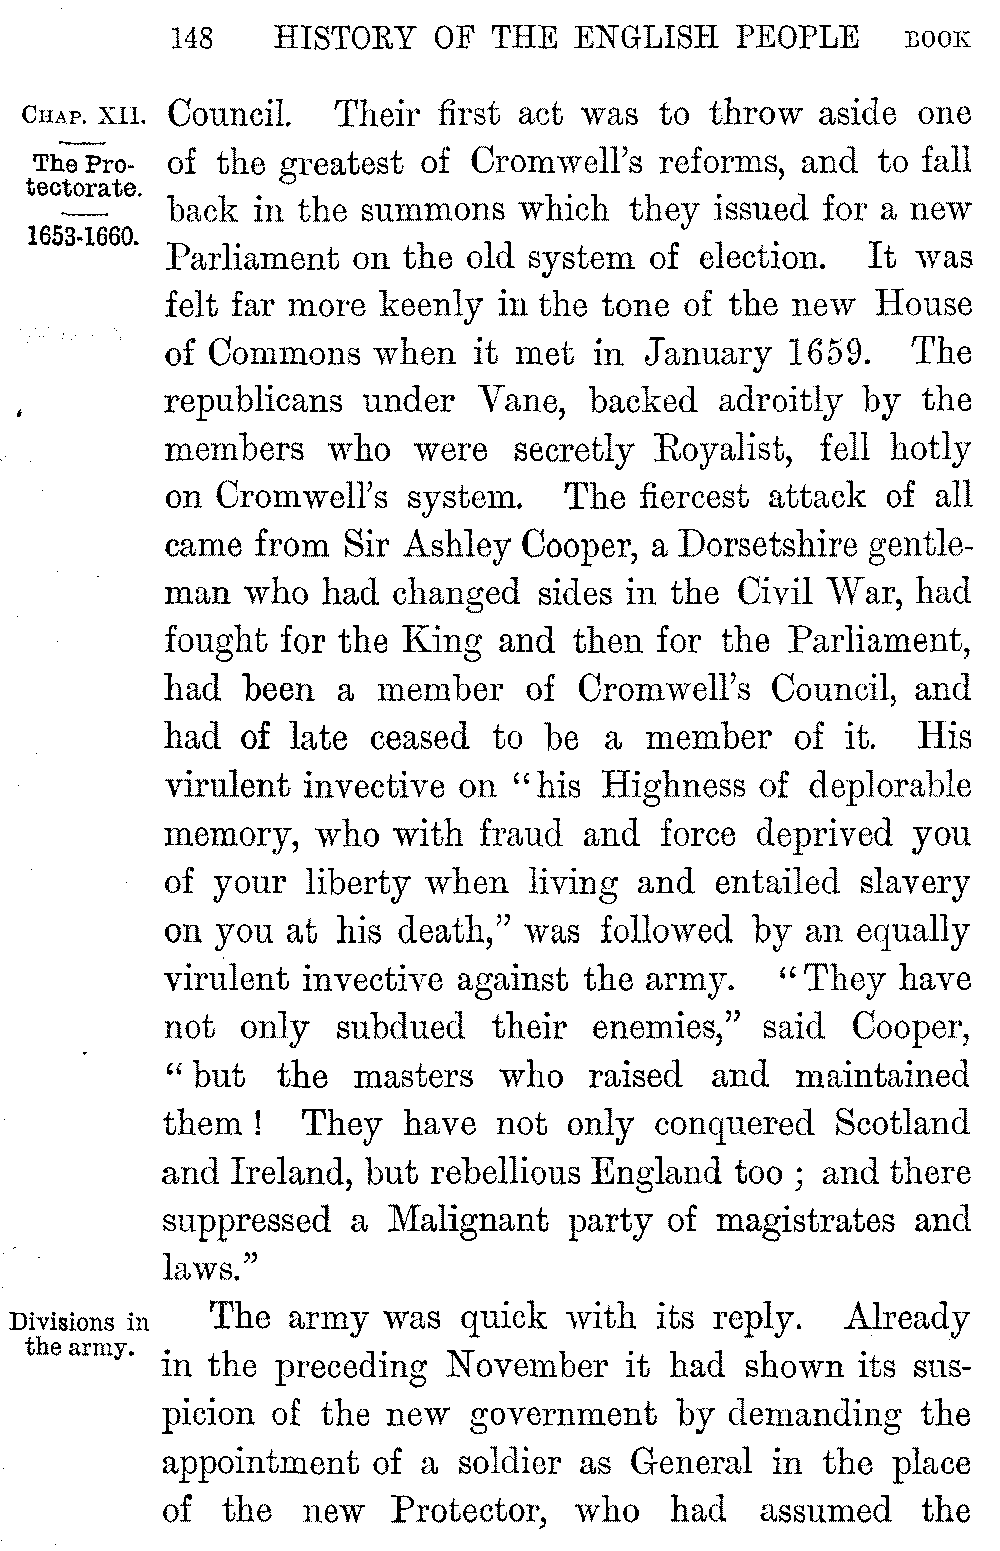 148 HISTORY OF THE ENGLISH PEOPLE BOOK
CHAP. XII.
The Pro-
tectorate.
1653-1660.
Council. Their first act was to throw aside one
of the greatest of Cromwell's reforms, and to fall
back in the summons which they issued for a new
Parliament on the old system of election. It was
felt far more keenly in the tone of the new House
of Commons when it met in January 1659. The
republicans under Vane, backed adroitly by the
members who were secretly Royalist, fell hotly
on Cromwell's system. The fiercest attack of all
came from Sir Ashley Cooper, a Dorsetshire gentle-
man who had changed sides in the Civil War, had
fought for the King and then for the Parliament,
had been a member of Cromwell's Council, and
had of late ceased to be a member of it. His
virulent invective on "his Highness of deplorable
memory, who with fraud and force deprived you
of your liberty when living and entailed slavery
on you at his death," was followed by an equally
virulent invective against the army. "They have
not only subdued their enemies," said Cooper,
"but the masters who raised and maintained
them! They have not only conquered Scotland
and Ireland, but rebellious England too; and there
suppressed a Malignant party of magistrates and
laws."
Divisions in
the army.
The army was quick with its reply. Already
in the preceding November it had shown its sus-
picion of the new government by demanding the
appointment of a soldier as General in the place
of the new Protector, who had assumed the